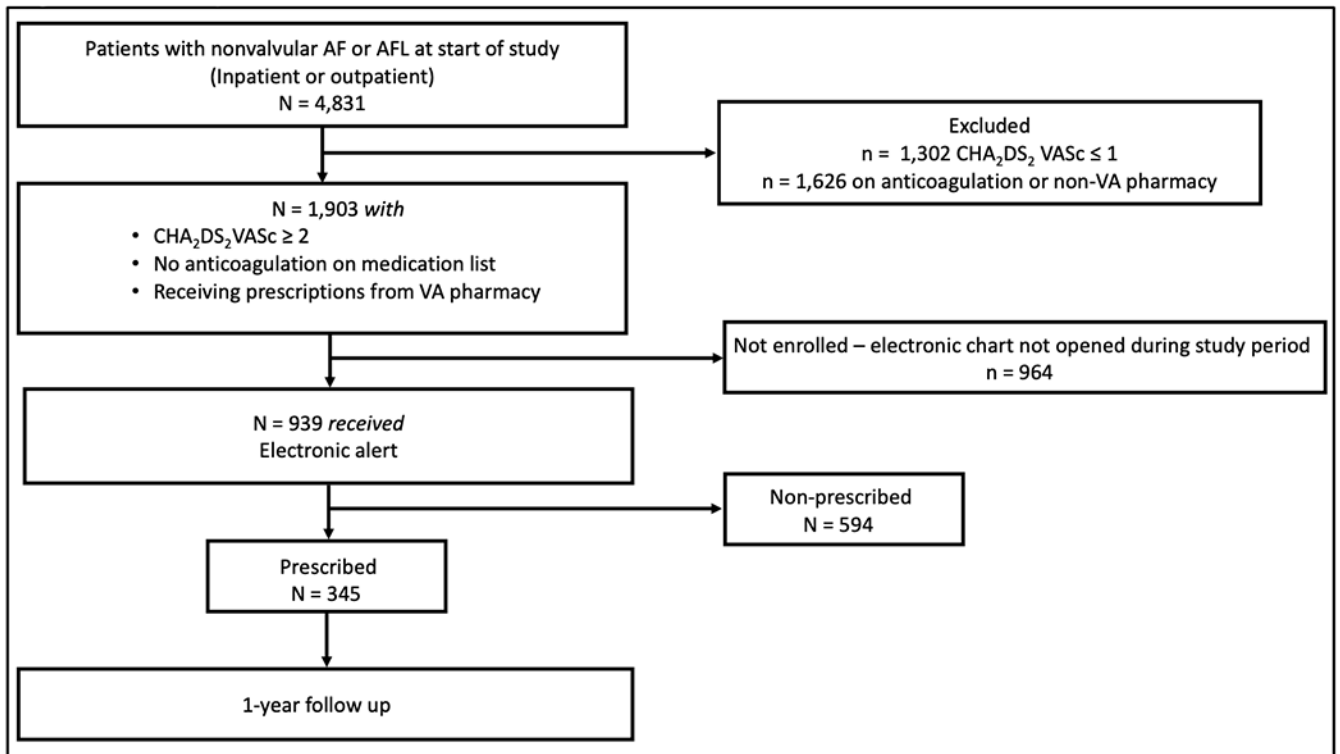 Patients with nonvalvular AF or AFL at start of study
(Inpatient or outpatient)
N = 4,831
Excluded
n = 1,302 CHA₂DS₂ VASc ≤ 1
n = 1,626 on anticoagulation or non-VA pharmacy
N = 1,903 with
• CHA₂DS₂VASc ≥ 2
• No anticoagulation on medication list
• Receiving prescriptions from VA pharmacy
Not enrolled – electronic chart not opened during study period
n = 964
N = 939 received
Electronic alert
Non-prescribed
N = 594
Prescribed
N = 345
1-year follow up